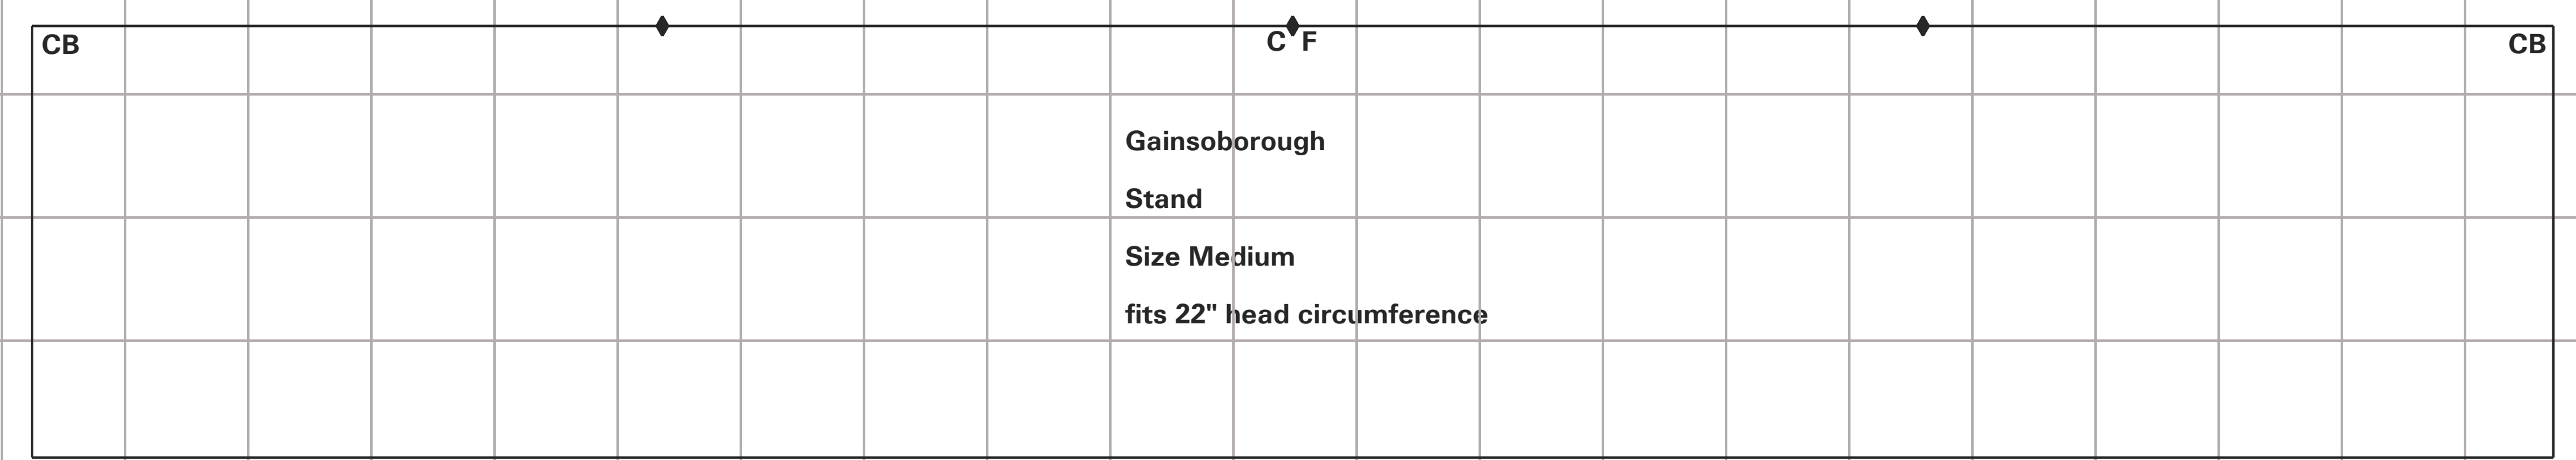 CB C F CB
Gainsoborough
Stand
Size Medium
fits 22" head circumference